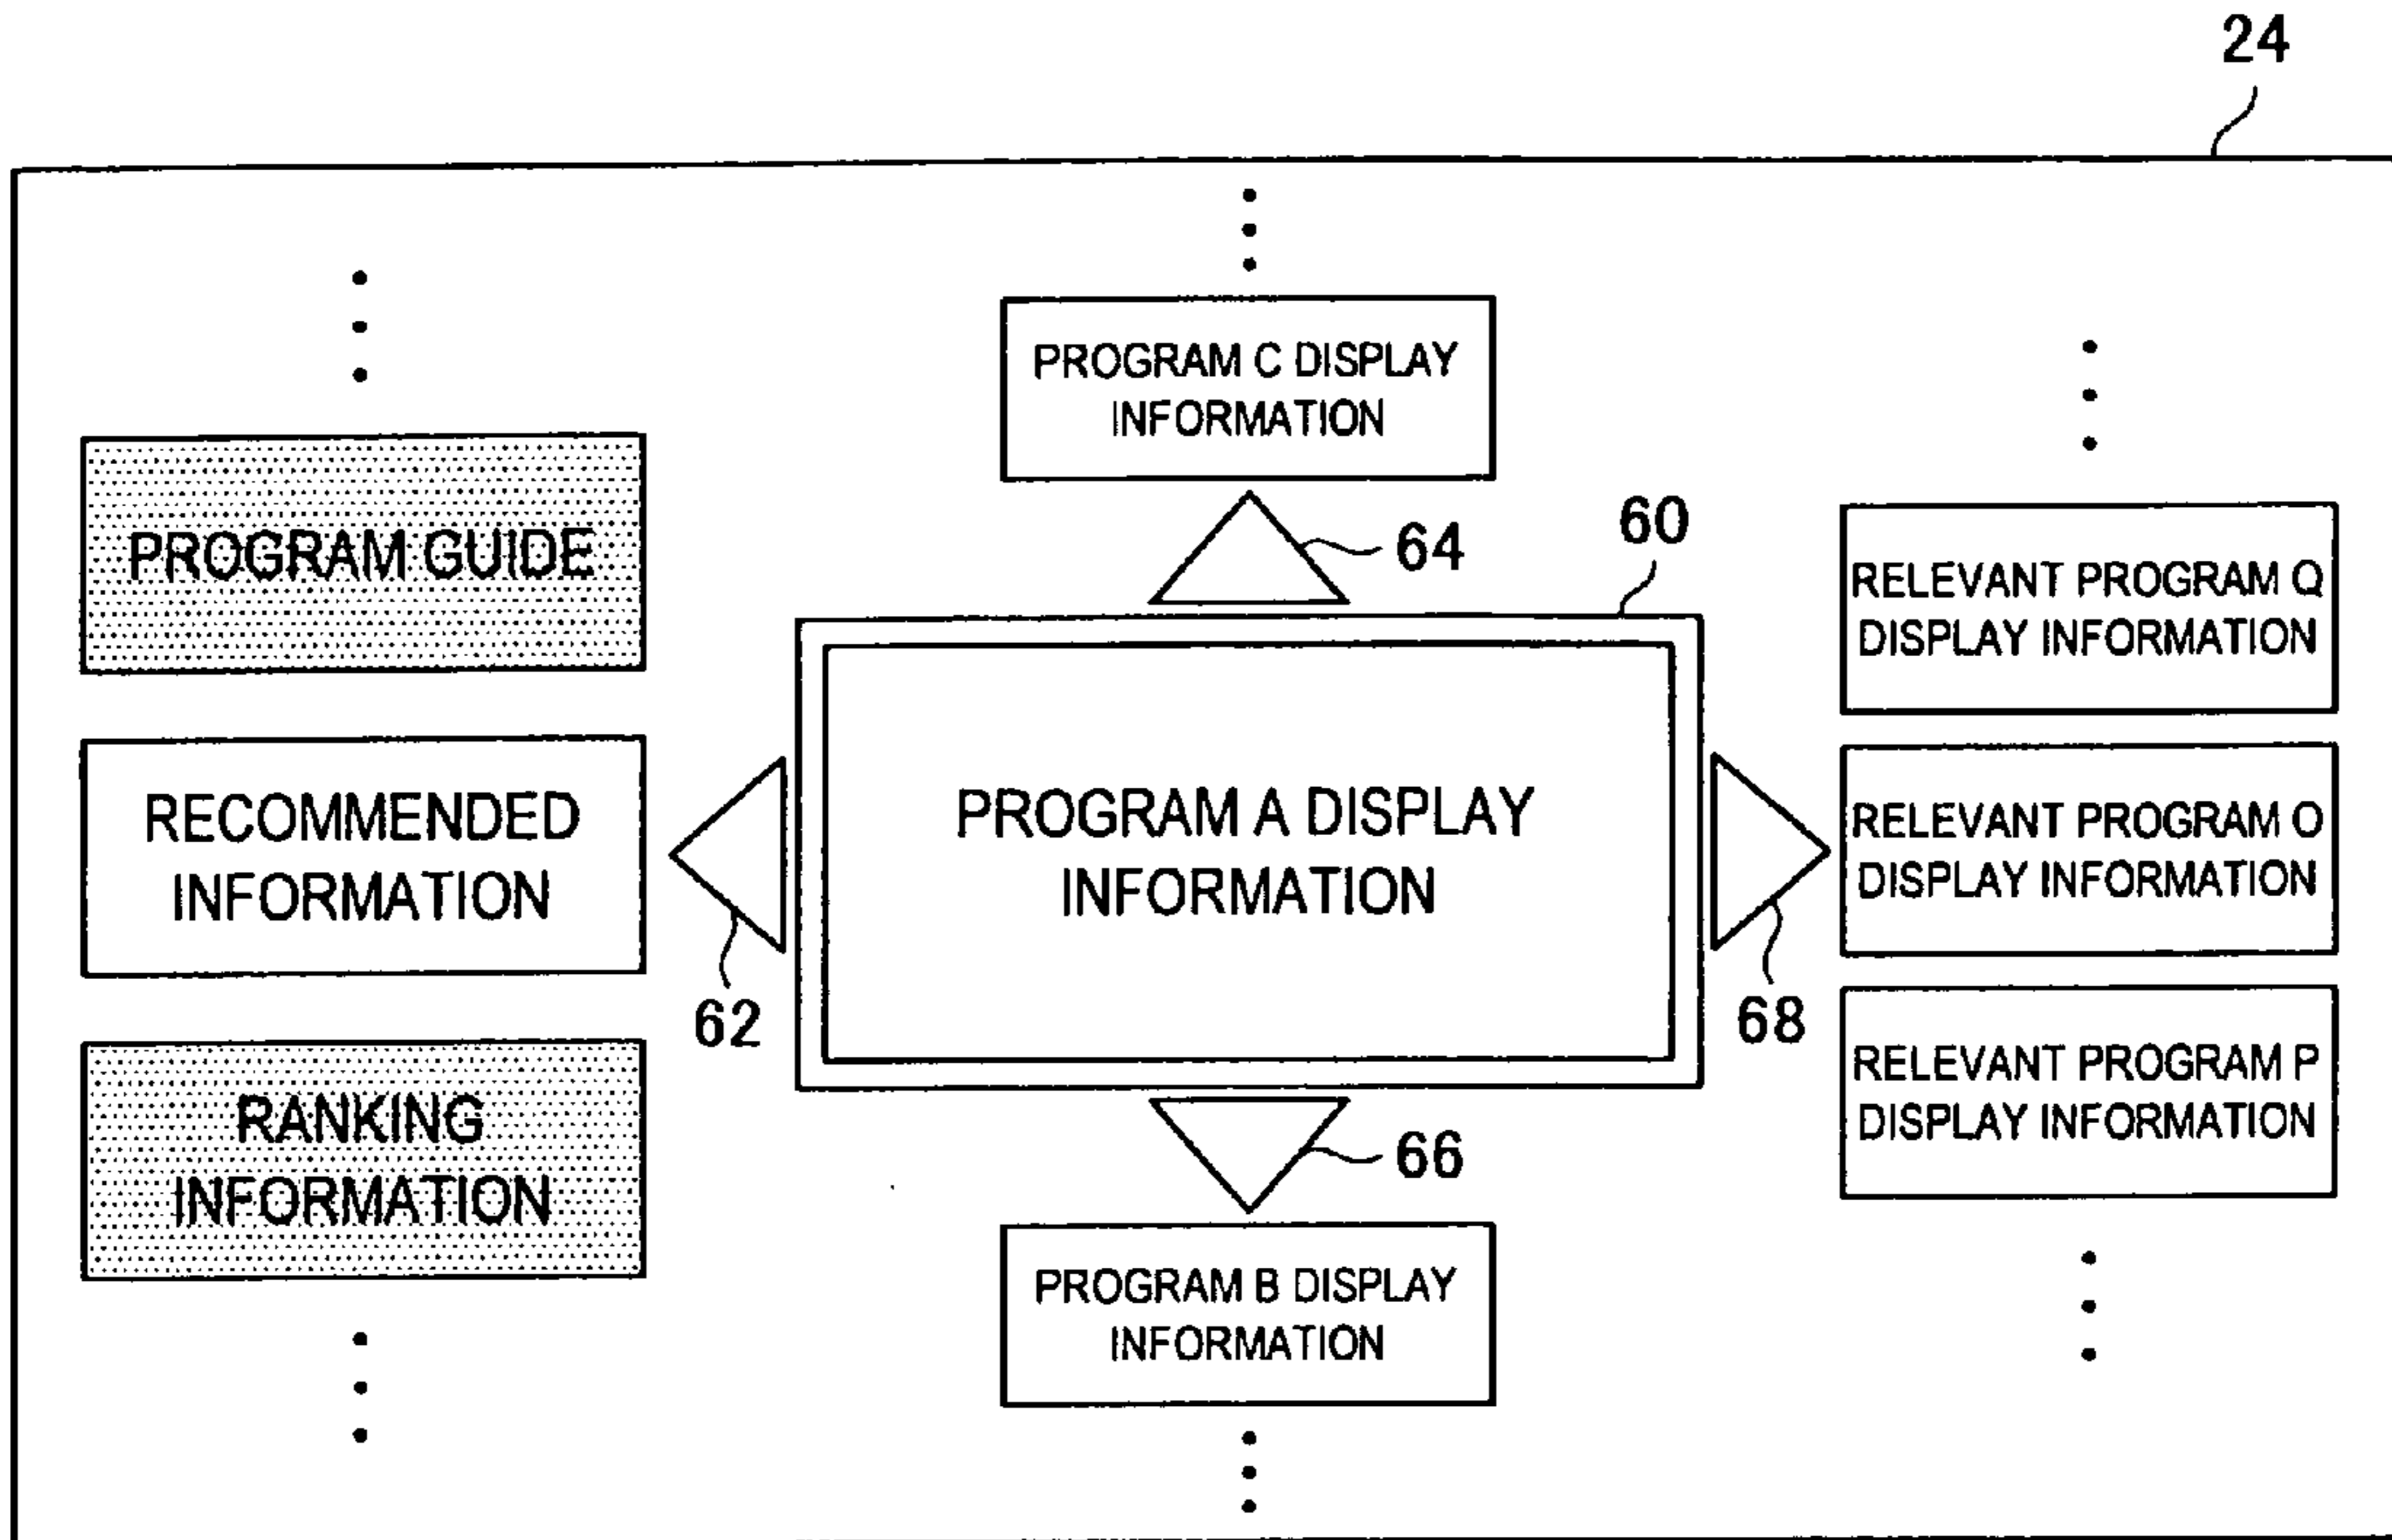 24
PROGRAM GUIDE
RECOMMENDED
INFORMATION
RANKING
INFORMATION
62
PROGRAM C DISPLAY
INFORMATION
64
60
PROGRAM A DISPLAY
INFORMATION
66
PROGRAM B DISPLAY
INFORMATION
68
RELEVANT PROGRAM Q
DISPLAY INFORMATION
RELEVANT PROGRAM O
DISPLAY INFORMATION
RELEVANT PROGRAM P
DISPLAY INFORMATION